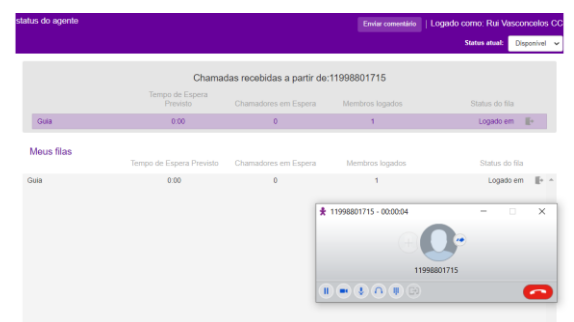 status do agente
Enviar comentário | Logado como: Rui Vasconcelos CC
Status atual: Disponível
Chamadas recebidas a partir de:11998801715
Tempo de Espera Previsto Chamadores em Espera Membros logados Status do fila
Guia 0:00 0 1 Logado em
Meus filas
Tempo de Espera Previsto Chamadores em Espera Membros logados Status do fila
Guia 0:00 0 1 Logado em
11998801715 - 00:00:04
11998801715